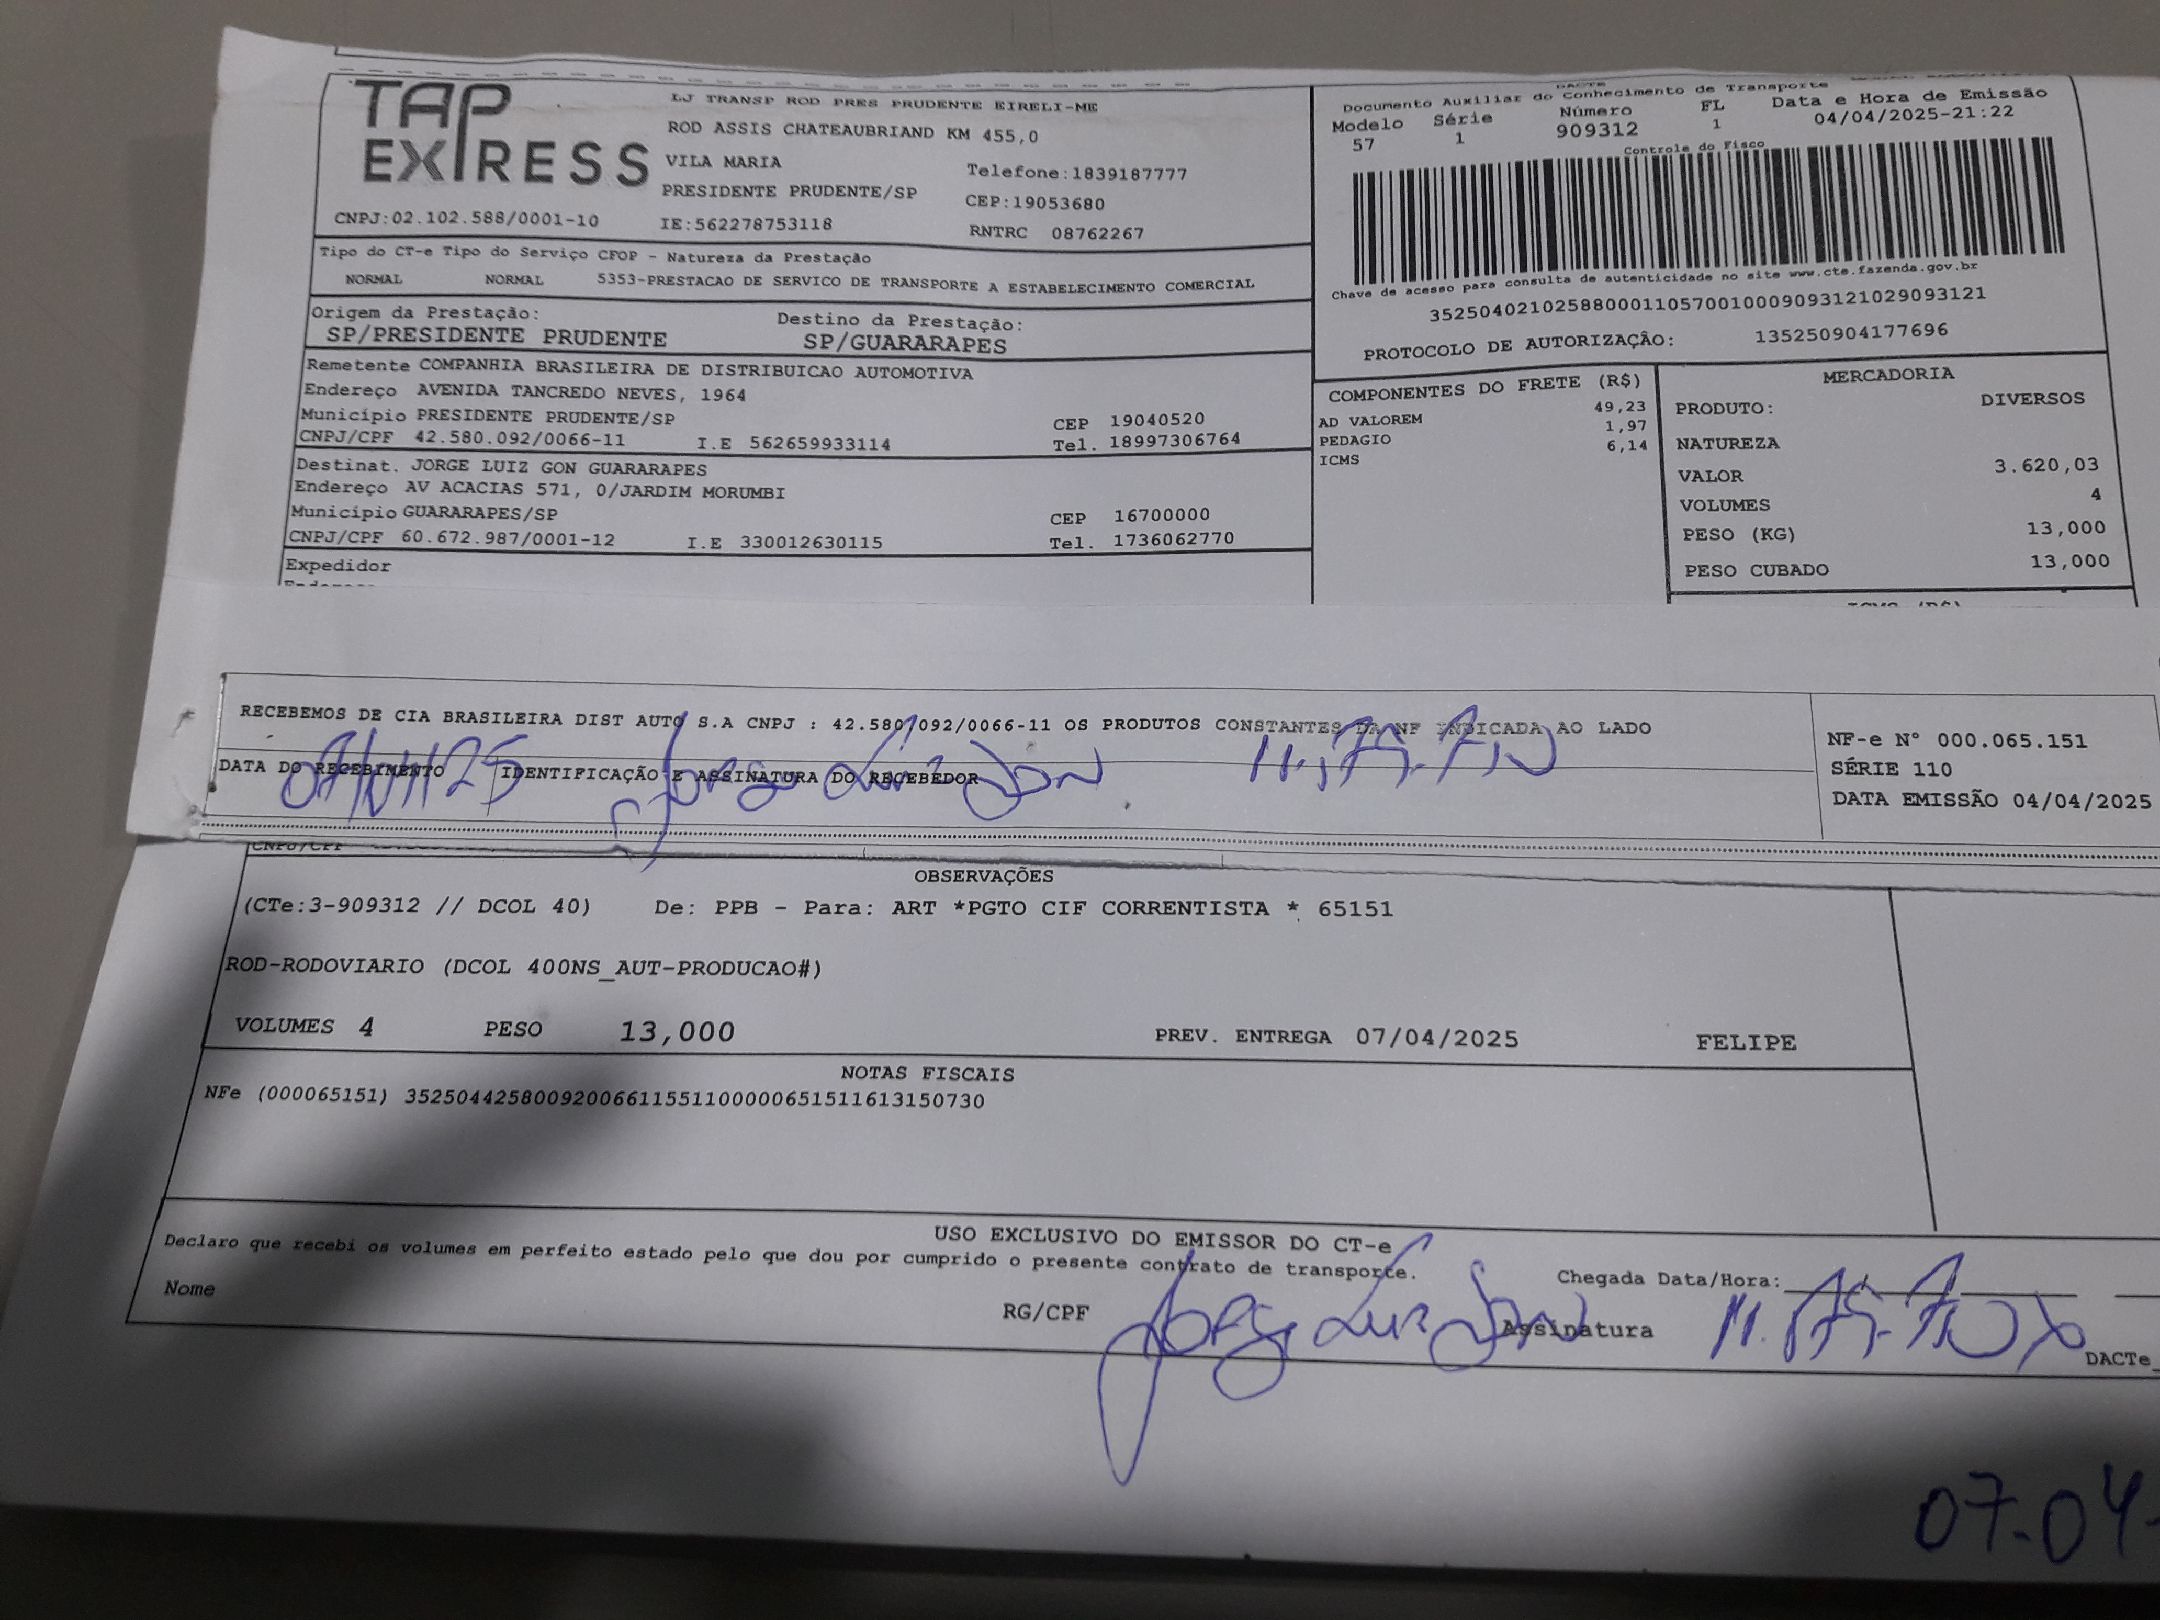 TAP EXPRESS
LJ TRANSP ROD PRES PRUDENTE EIRELI-ME
ROD ASSIS CHATEAUBRIAND KM 455,0
VILA MARIA
Telefone:1839187777
PRESIDENTE PRUDENTE/SP
CEP:19053680
CNPJ:02.102.588/0001-10 IE:562278753118
RNTRC 08762267
DACTE
Documento Auxiliar do Conhecimento de Transporte
Modelo Série Número FL Data e Hora de Emissão
57 1 909312 1 04/04/2025-21:22
Controle do Fisco
Chave de acesso para consulta de autenticidade no site www.cte.fazenda.gov.br
35250402102588000110570010009093121029093121
PROTOCOLO DE AUTORIZAÇÂO: 135250904177696
Tipo do CT-e Tipo do Serviço CFOP - Natureza da Prestação
NORMAL NORMAL 5353-PRESTACAO DE SERVICO DE TRANSPORTE A ESTABELECIMENTO COMERCIAL
Origem da Prestação: Destino da Prestação:
SP/PRESIDENTE PRUDENTE SP/GUARARAPES
Remetente COMPANHIA BRASILEIRA DE DISTRIBUICAO AUTOMOTIVA
Endereço AVENIDA TANCREDO NEVES, 1964
Município PRESIDENTE PRUDENTE/SP CEP 19040520
CNPJ/CPF 42.580.092/0066-11 I.E 562659933114 Tel. 18997306764
Destinat. JORGE LUIZ GON GUARARAPES
Endereço AV ACACIAS 571, 0/JARDIM MORUMBI
Município GUARARAPES/SP CEP 16700000
CNPJ/CPF 60.672.987/0001-12 I.E 330012630115 Tel. 1736062770
Expedidor
COMPONENTES DO FRETE (R$)
49,23
AD VALOREM 1,97
PEDAGIO 6,14
ICMS
MERCADORIA
PRODUTO: DIVERSOS
NATUREZA
VALOR 3.620,03
VOLUMES 4
PESO (KG) 13,000
PESO CUBADO 13,000
RECEBEMOS DE CIA BRASILEIRA DIST AUTO S.A CNPJ : 42.580.092/0066-11 OS PRODUTOS CONSTANTES DA NF INDICADA AO LADO
DATA DO RECEBIMENTO IDENTIFICAÇÃO E ASSINATURA DO RECEBEDOR
Jorge Luiz Gon
NF-e N° 000.065.151
SÉRIE 110
DATA EMISSÃO 04/04/2025
CNPJ/CPF
OBSERVAÇÕES
(CTe:3-909312 // DCOL 40) De: PPB - Para: ART *PGTO CIF CORRENTISTA * 65151
ROD-RODOVIARIO (DCOL 400NS_AUT-PRODUCAO#)
VOLUMES 4 PESO 13,000 PREV. ENTREGA 07/04/2025 FELIPE
NOTAS FISCAIS
NFe (000065151) 35250442580092006611551100000651511613150730
USO EXCLUSIVO DO EMISSOR DO CT-e
Declaro que recebi os volumes em perfeito estado pelo que dou por cumprido o presente contrato de transporte.
Chegada Data/Hora:
Nome RG/CPF Assinatura
Jorge Luiz Gon
DACTe_
07-04-